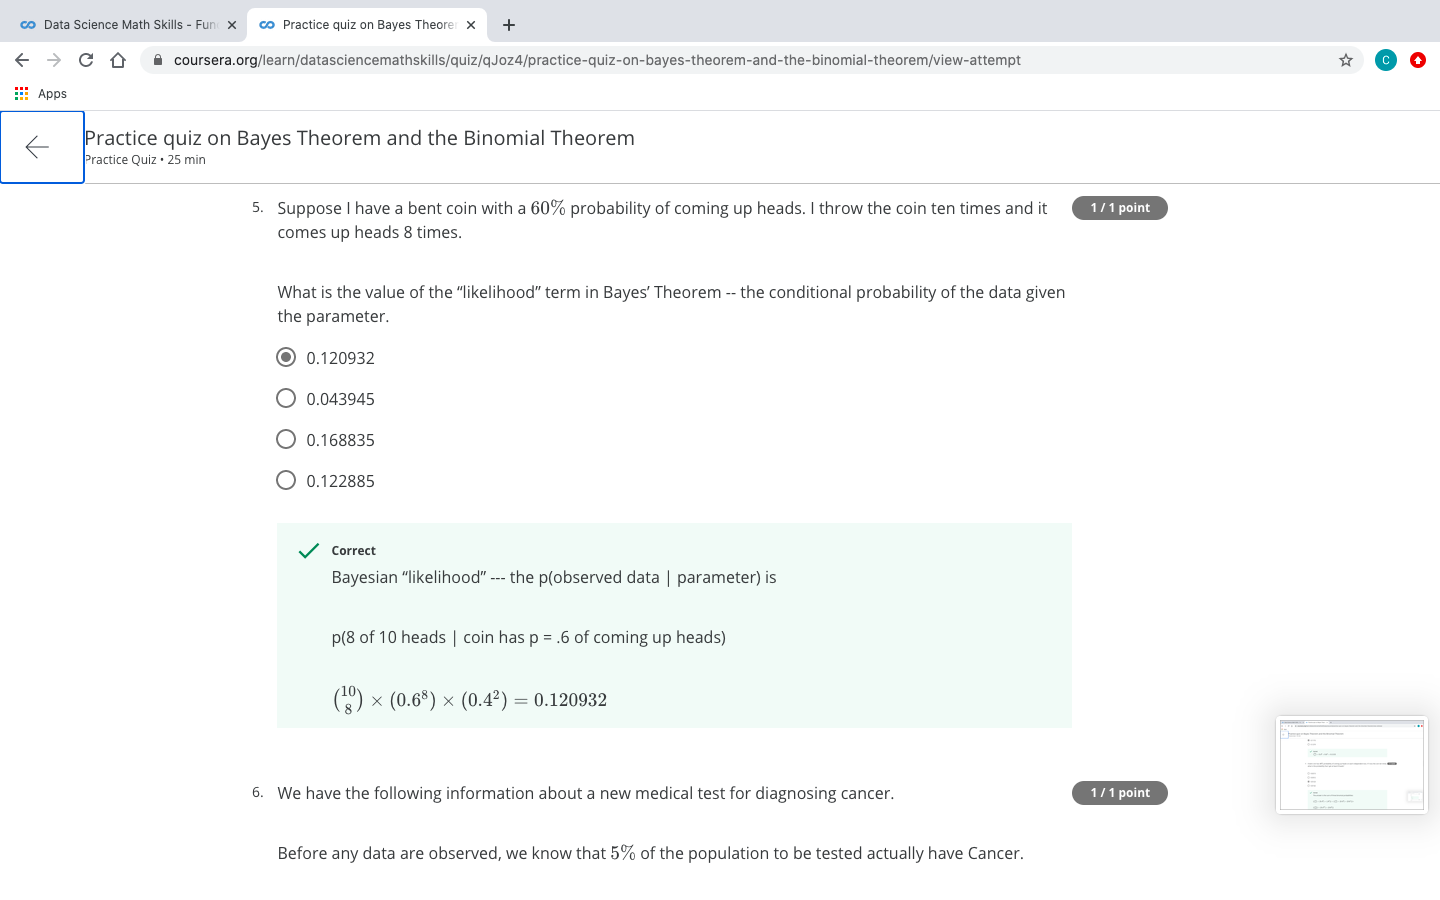 Data Science Math Skills - Fun
Practice quiz on Bayes Theore
coursera.org/learn/datasciencemathskills/quiz/qJoz4/practice-quiz-on-bayes-theorem-and-the-binomial-theorem/view-attempt
C
Apps
Practice quiz on Bayes Theorem and the Binomial Theorem
Practice Quiz • 25 min
5. Suppose I have a bent coin with a 60% probability of coming up heads. I throw the coin ten times and it
comes up heads 8 times.
1 / 1 point
What is the value of the “likelihood” term in Bayes’ Theorem -- the conditional probability of the data given
the parameter.
0.120932
0.043945
0.168835
0.122885
Correct
Bayesian “likelihood” --- the p(observed data | parameter) is
p(8 of 10 heads | coin has p = .6 of coming up heads)
(10 8) × (0.6⁸) × (0.4²) = 0.120932
6. We have the following information about a new medical test for diagnosing cancer.
1 / 1 point
Before any data are observed, we know that 5% of the population to be tested actually have Cancer.